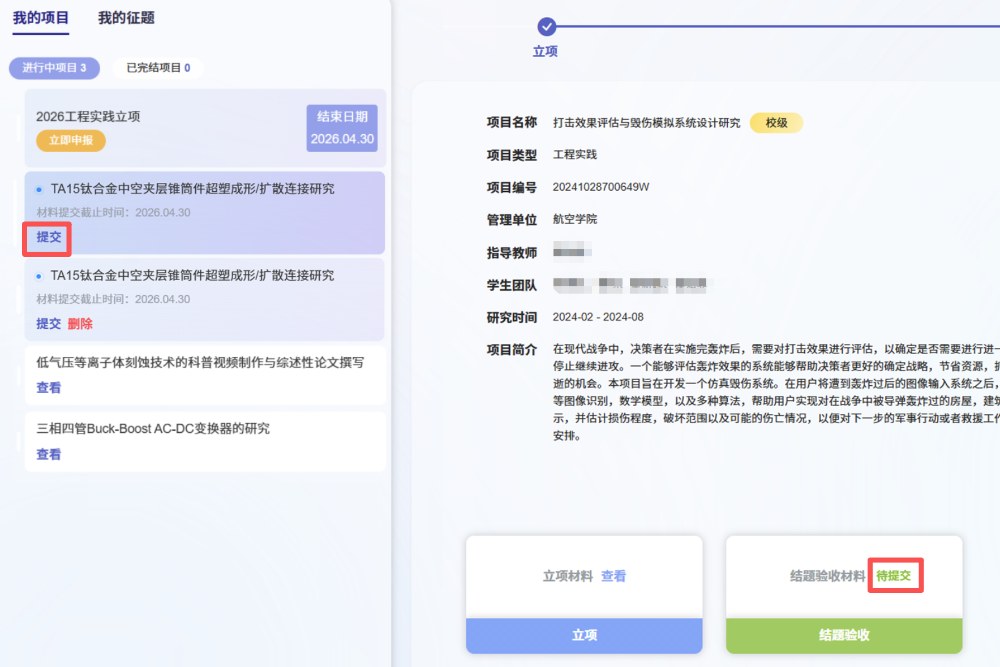 我的项目 我的征题
进行中项目 3 已完结项目 0
2026工程实践立项
立即申报
结束日期
2026.04.30
TA15钛合金中空夹层锥筒件超塑成形/扩散连接研究
材料提交截止时间：2026.04.30
提交
TA15钛合金中空夹层锥筒件超塑成形/扩散连接研究
材料提交截止时间：2026.04.30
提交 删除
低气压等离子体刻蚀技术的科普视频制作与综述性论文撰写
查看
三相四管Buck-Boost AC-DC变换器的研究
查看
立项
项目名称 打击效果评估与毁伤模拟系统设计研究 校级
项目类型 工程实践
项目编号 20241028700649W
管理单位 航空学院
指导教师
学生团队
研究时间 2024-02 - 2024-08
项目简介 在现代战争中，决策者在实施完轰炸后，需要对打击效果进行评估，以确定是否需要进行进一
停止继续进攻。一个能够评估轰炸效果的系统能够帮助决策者更好的确定战略，节省资源，
逝的机会。本项目旨在开发一个仿真毁伤系统。在用户将遭到轰炸过后的图像输入系统之后，
等图像识别，数学模型，以及多种算法，帮助用户实现对在战争中被导弹轰炸过的房屋，建筑
示，并估计损伤程度，破坏范围以及可能的伤亡情况，以便对下一步的军事行动或者救援工作
安排。
立项材料 查看
立项
结题验收材料 待提交
结题验收